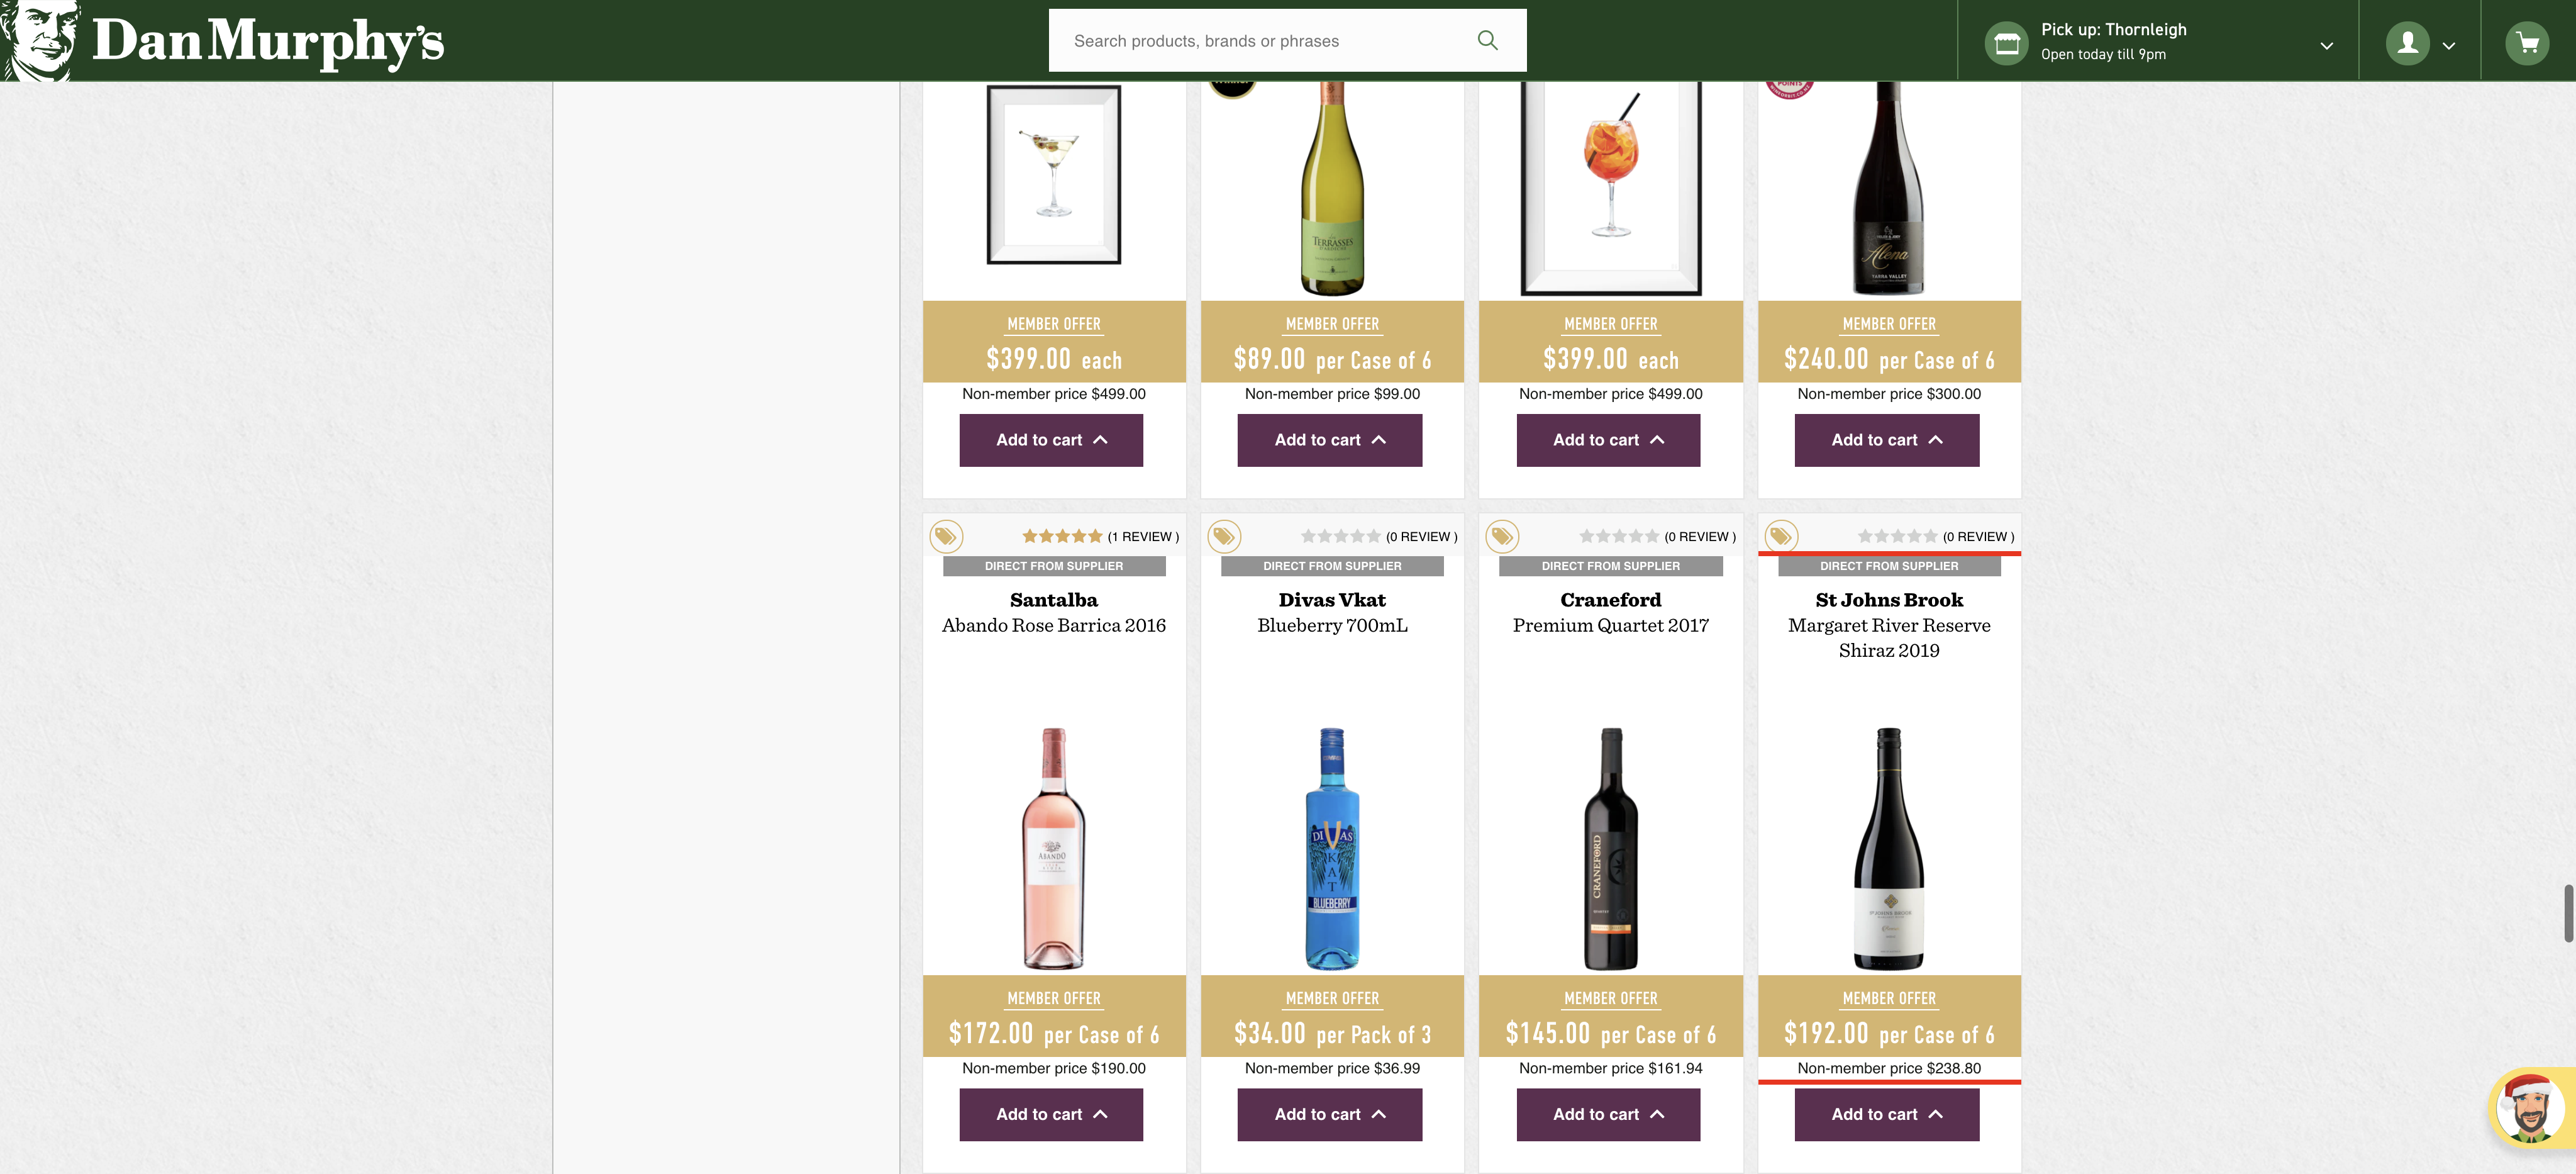 Dan Murphy's
Search products, brands or phrases
Pick up: Thornleigh
Open today till 9pm
POINTS
TERRASSES
Alena
YARRA VALLEY
MEMBER OFFER
$399.00 each
Non-member price $499.00
Add to cart
MEMBER OFFER
$89.00 per Case of 6
Non-member price $99.00
Add to cart
MEMBER OFFER
$399.00 each
Non-member price $499.00
Add to cart
MEMBER OFFER
$240.00 per Case of 6
Non-member price $300.00
Add to cart
(1 REVIEW )
DIRECT FROM SUPPLIER
Santalba
Abando Rose Barrica 2016
ABANDO
MEMBER OFFER
$172.00 per Case of 6
Non-member price $190.00
Add to cart
(0 REVIEW )
DIRECT FROM SUPPLIER
Divas Vkat
Blueberry 700mL
DIVAS
KAT
BLUEBERRY
MEMBER OFFER
$34.00 per Pack of 3
Non-member price $36.99
Add to cart
(0 REVIEW )
DIRECT FROM SUPPLIER
Craneford
Premium Quartet 2017
CRANEFORD
MEMBER OFFER
$145.00 per Case of 6
Non-member price $161.94
Add to cart
(0 REVIEW )
DIRECT FROM SUPPLIER
St Johns Brook
Margaret River Reserve
Shiraz 2019
ST JOHNS BROOK
MEMBER OFFER
$192.00 per Case of 6
Non-member price $238.80
Add to cart